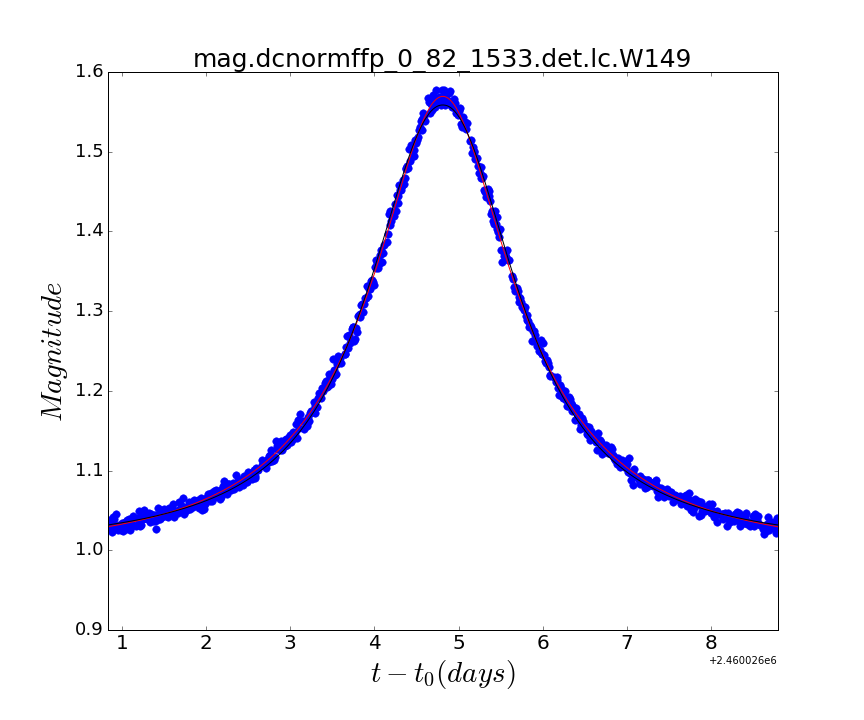 mag.dcnormffp_0_82_1533.det.lc.W149
1.6
1.5
1.4
1.3
1.2
1.1
1.0
0.9
Magnitude
1 2 3 4 5 6 7 8
+2.460026e6
t − t₀(days)